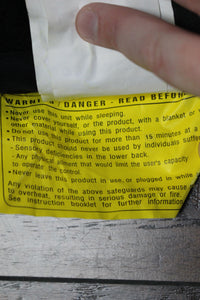 WARNING / DANGER - READ BEFORE
•Never use this unit while sleeping.
•Never cover yourself, or the product, with a blanket or
other material while using this product.
•Do not use this product for more than 15 minutes at a
•This product should never be used by individuals suffer
- Sensory deficiencies in the lower back.
- Any physical ailment that would limit the user's capacity
to operate the control.
•Never leave this product in use, or plugged in while
Any violation of the above safeguards may cause
to overheat, resulting in serious damage or fire.
See instruction booklet for further information